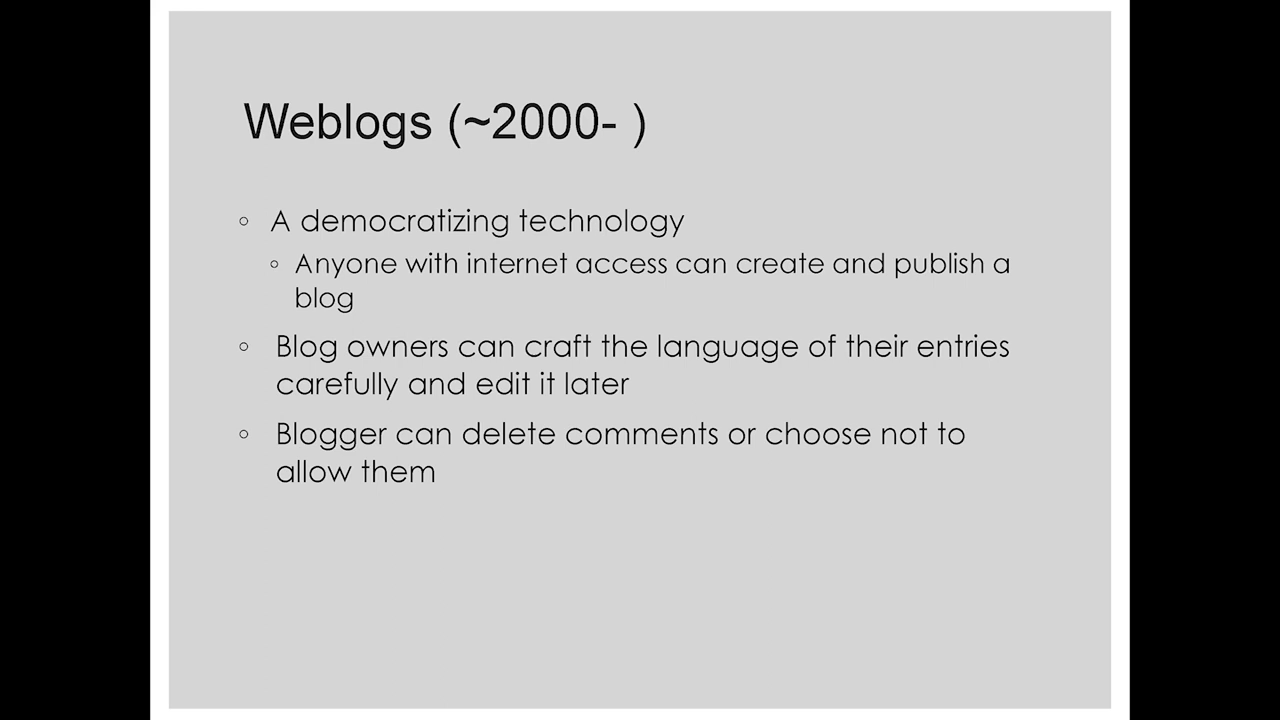 Weblogs (~2000- )
◦ A democratizing technology
◦ Anyone with internet access can create and publish a
blog
◦ Blog owners can craft the language of their entries
carefully and edit it later
◦ Blogger can delete comments or choose not to
allow them